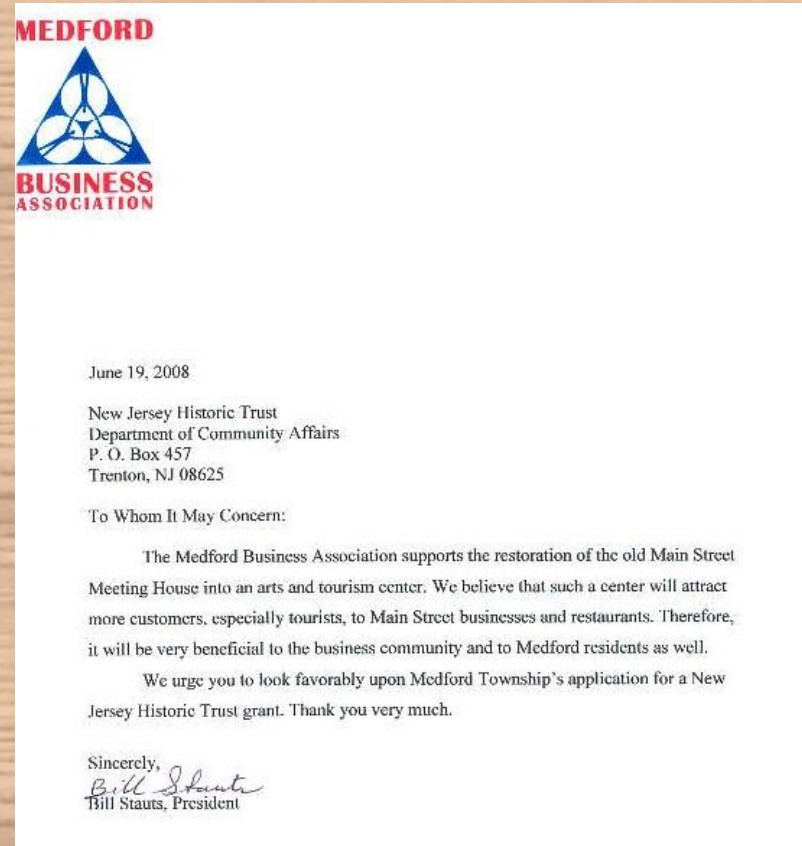 MEDFORD
BUSINESS
ASSOCIATION
June 19, 2008
New Jersey Historic Trust
Department of Community Affairs
P. O. Box 457
Trenton, NJ 08625
To Whom It May Concern:
The Medford Business Association supports the restoration of the old Main Street
Meeting House into an arts and tourism center. We believe that such a center will attract
more customers, especially tourists, to Main Street businesses and restaurants. Therefore,
it will be very beneficial to the business community and to Medford residents as well.
We urge you to look favorably upon Medford Township's application for a New
Jersey Historic Trust grant. Thank you very much.
Sincerely,
Bill Stauts
Bill Stauts, President